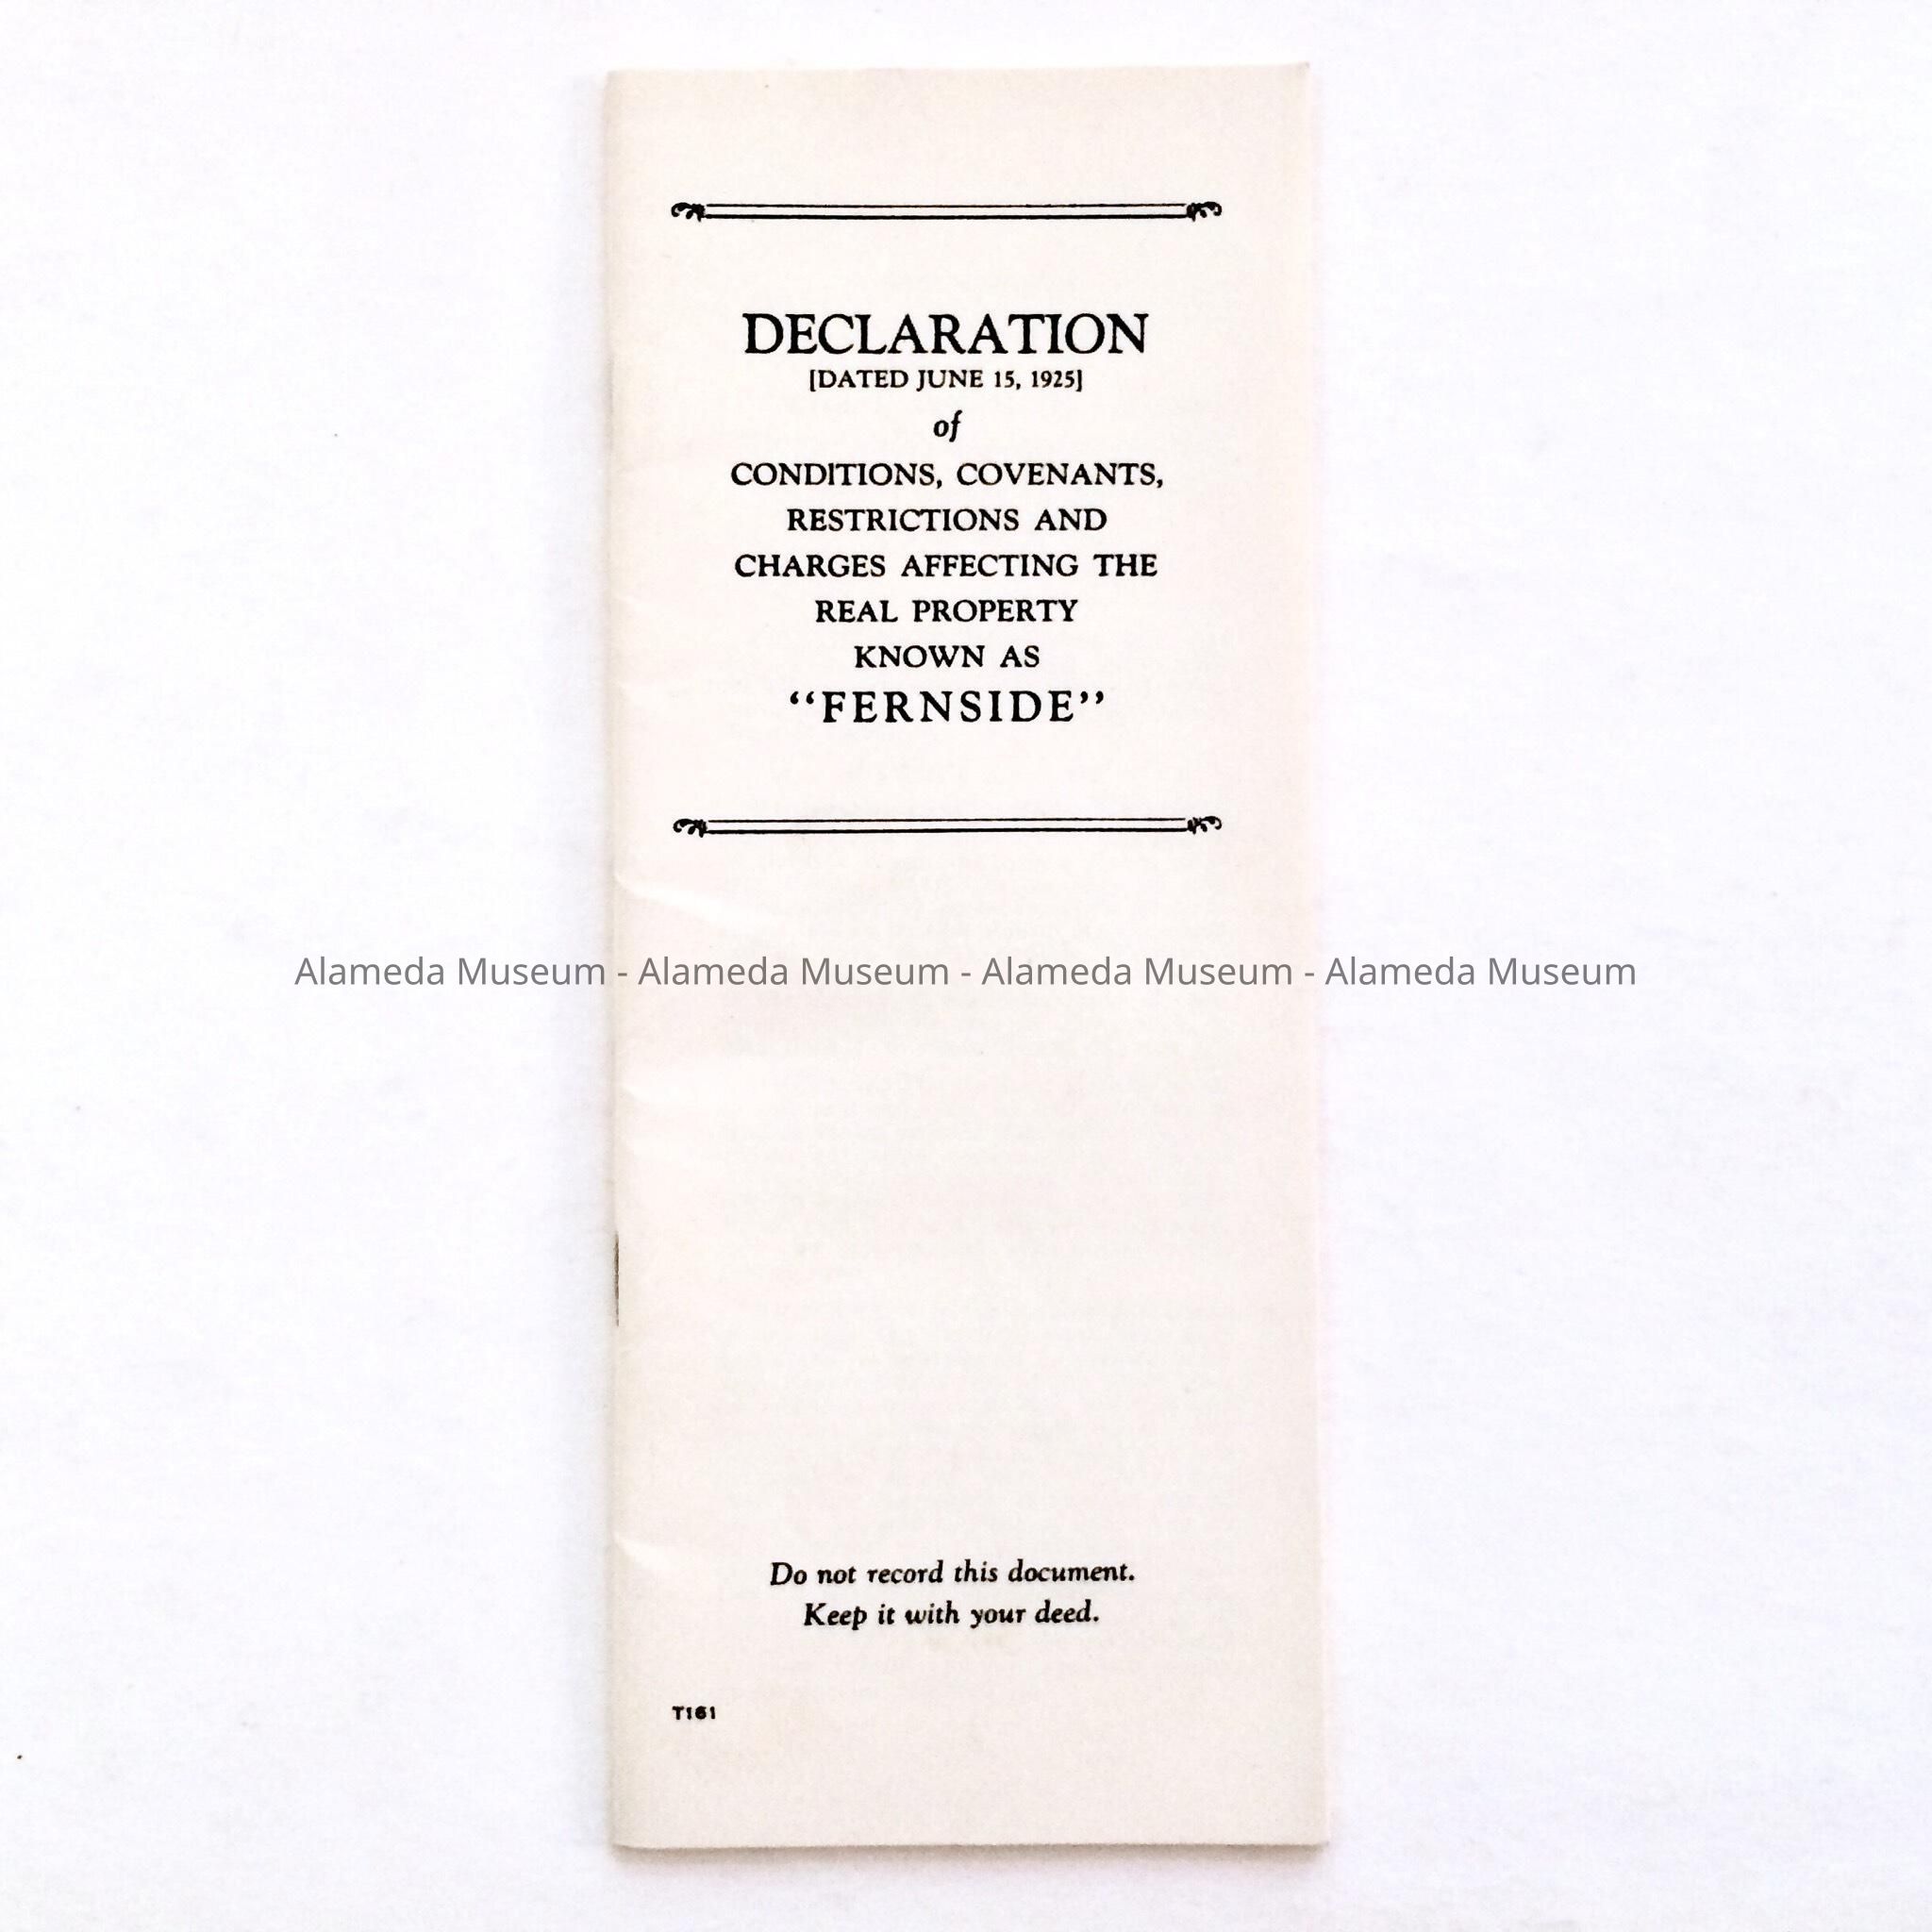 DECLARATION
[DATED JUNE 15, 1925]
of
CONDITIONS, COVENANTS,
RESTRICTIONS AND
CHARGES AFFECTING THE
REAL PROPERTY
KNOWN AS
“FERNSIDE”
Alameda Museum - Alameda Museum - Alameda Museum - Alameda Museum
Do not record this document.
Keep it with your deed.
T161